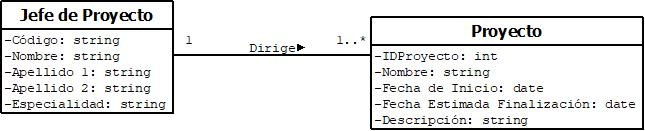 Jefe de Proyecto
-Código: string
-Nombre: string
-Apellido 1: string
-Apellido 2: string
-Especialidad: string
1
Dirige
1..*
Proyecto
-IDProyecto: int
-Nombre: string
-Fecha de Inicio: date
-Fecha Estimada Finalización: date
-Descripción: string